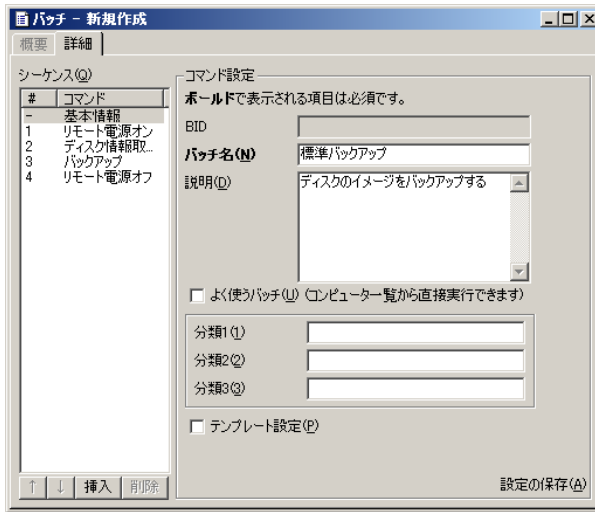 バッチ - 新規作成
概要 詳細
シーケンス(Q)
# コマンド
- 基本情報
1 リモート電源オン
2 ディスク情報取...
3 バックアップ
4 リモート電源オフ
↑ ↓ 挿入 削除
コマンド設定
ボールドで表示される項目は必須です。
BID
バッチ名(N) 標準バックアップ
説明(D) ディスクのイメージをバックアップする
よく使うバッチ(U) (コンピューター覧から直接実行できます)
分類1(1)
分類2(2)
分類3(3)
テンプレート設定(P)
設定の保存(A)